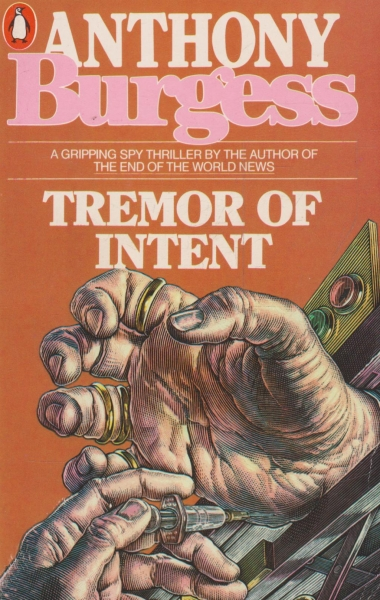 ANTHONY
Burgess
A GRIPPING SPY THRILLER BY THE AUTHOR OF
THE END OF THE WORLD NEWS
TREMOR OF
INTENT